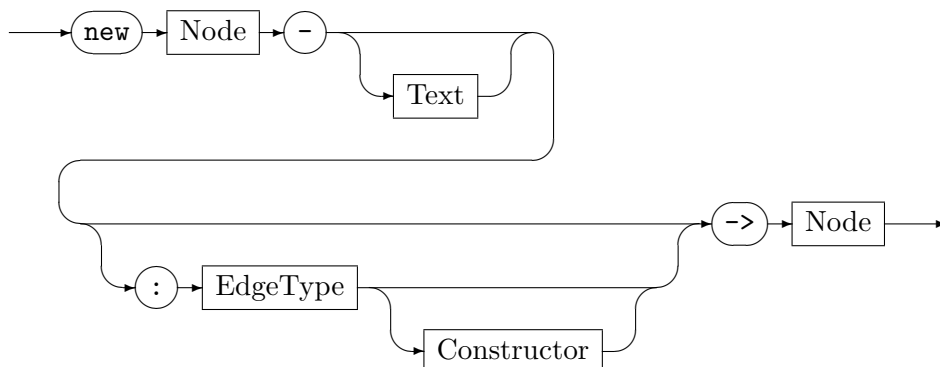 new Node -
Text
-> Node
: EdgeType
Constructor